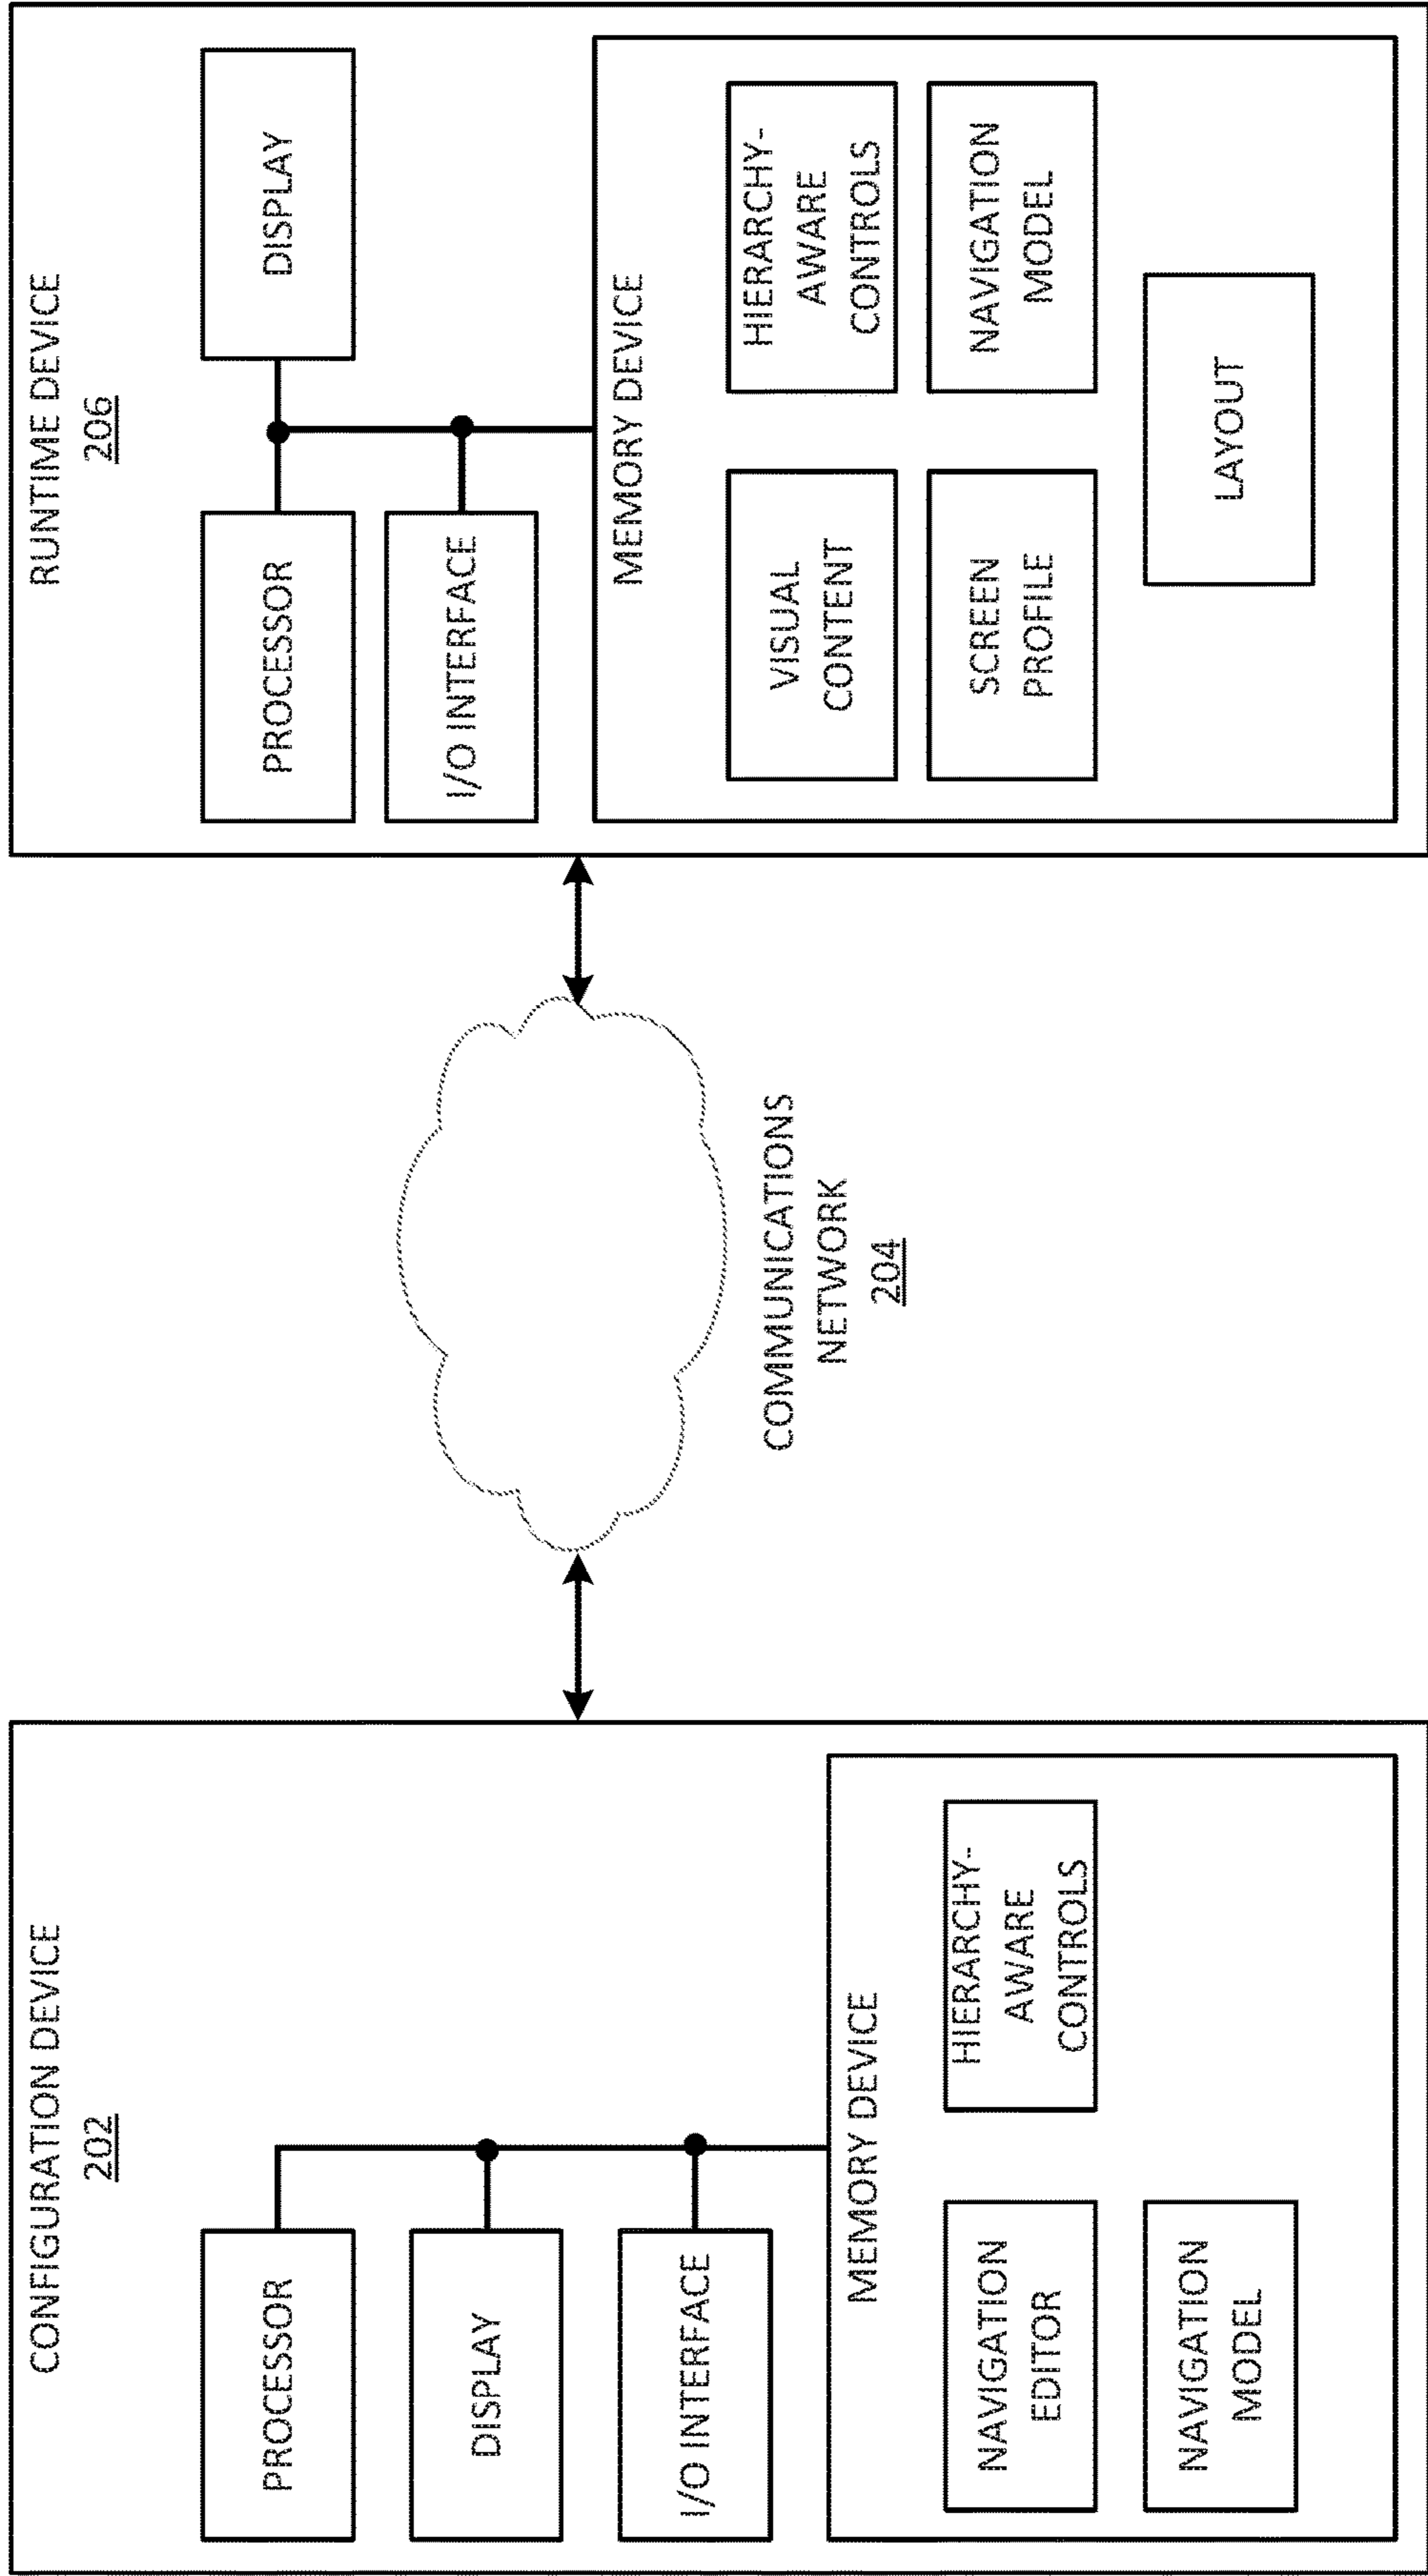 CONFIGURATION DEVICE
202
PROCESSOR
DISPLAY
I/O INTERFACE
MEMORY DEVICE
NAVIGATION
EDITOR
HIERARCHY-
AWARE
CONTROLS
NAVIGATION
MODEL
COMMUNICATIONS
NETWORK
204
RUNTIME DEVICE
206
PROCESSOR
DISPLAY
I/O INTERFACE
MEMORY DEVICE
VISUAL
CONTENT
HIERARCHY-
AWARE
CONTROLS
SCREEN
PROFILE
NAVIGATION
MODEL
LAYOUT